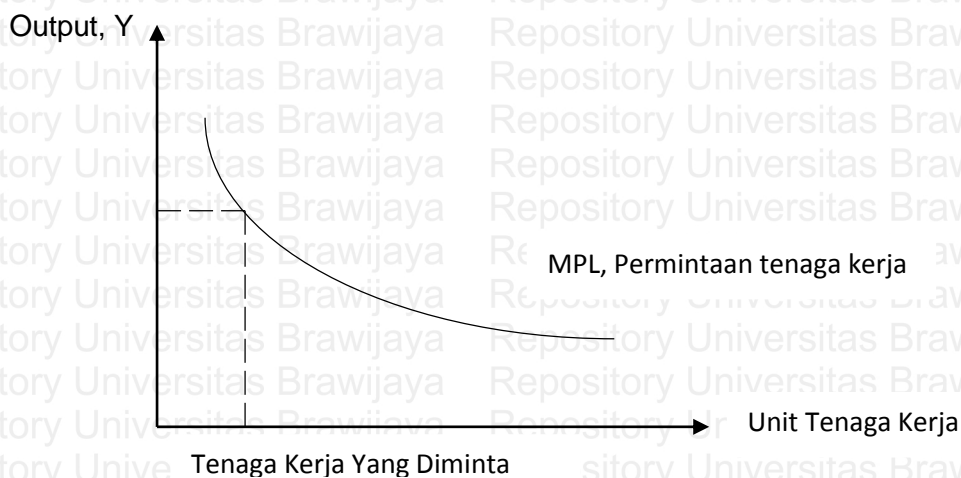 Output, Y
MPL, Permintaan tenaga kerja
Unit Tenaga Kerja
Tenaga Kerja Yang Diminta